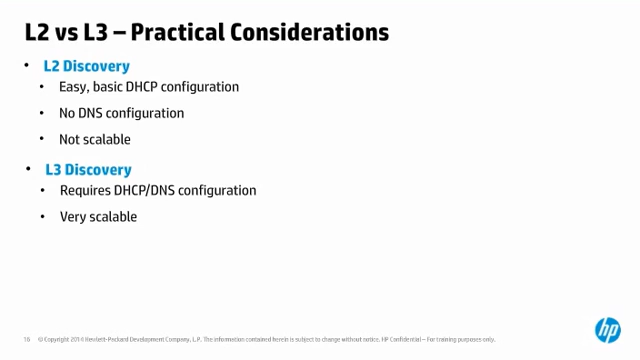 L2 vs L3 – Practical Considerations
• L2 Discovery
• Easy, basic DHCP configuration
• No DNS configuration
• Not scalable
• L3 Discovery
• Requires DHCP/DNS configuration
• Very scalable
16 © Copyright 2014 Hewlett-Packard Development Company, L.P. The information contained herein is subject to change without notice. HP Confidential – For training purposes only.
hp